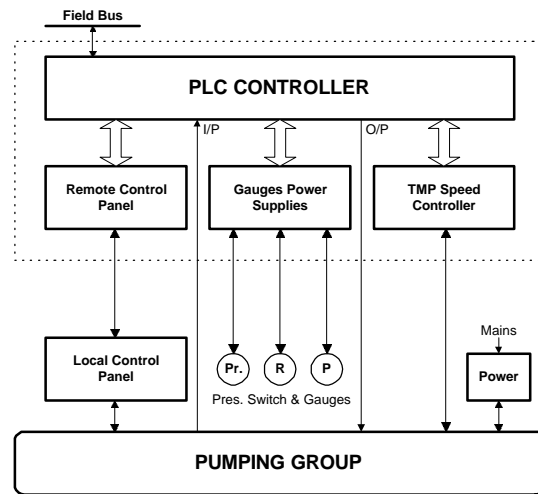 Field Bus
PLC CONTROLLER
I/P
O/P
Remote Control
Panel
Gauges Power
Supplies
TMP Speed
Controller
Mains
Local Control
Panel
Pr.
R
P
Power
Pres. Switch & Gauges
PUMPING GROUP